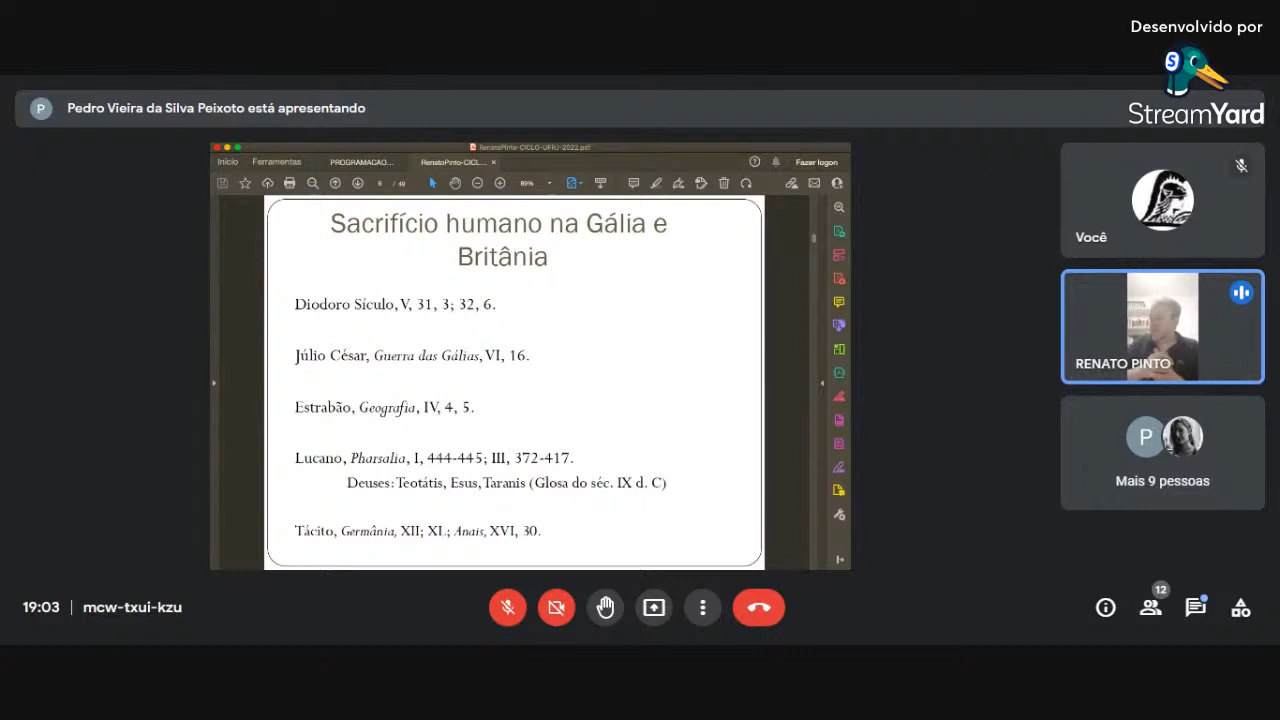 Desenvolvido por
StreamYard
P Pedro Vieira da Silva Peixoto está apresentando
RenatoPinto-CICLO-UFRJ-2022.pdf
Início Ferramentas PROGRAMACAO... RenatoPinto-CICL... × Fazer logon
6 / 49 89%
Sacrifício humano na Gália e
Britânia
Diodoro Sículo, V, 31, 3; 32, 6.
Júlio César, Guerra das Gálias, VI, 16.
Estrabão, Geografia, IV, 4, 5.
Lucano, Pharsalia, I, 444-445; III, 372-417.
Deuses: Teotátis, Esus, Taranis (Glosa do séc. IX d. C)
Tácito, Germânia, XII; XL; Anais, XVI, 30.
Você
RENATO PINTO
P
Mais 9 pessoas
19:03 mcw-txui-kzu
12